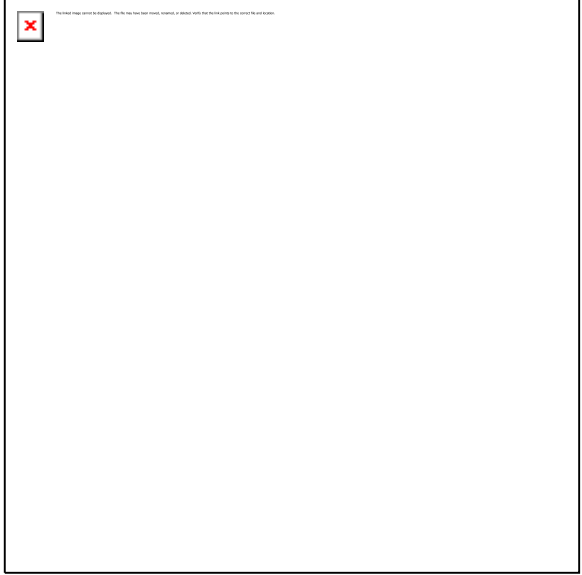 The linked image cannot be displayed.  The file may have been moved, renamed, or deleted. Verify that the link points to the correct file and location.